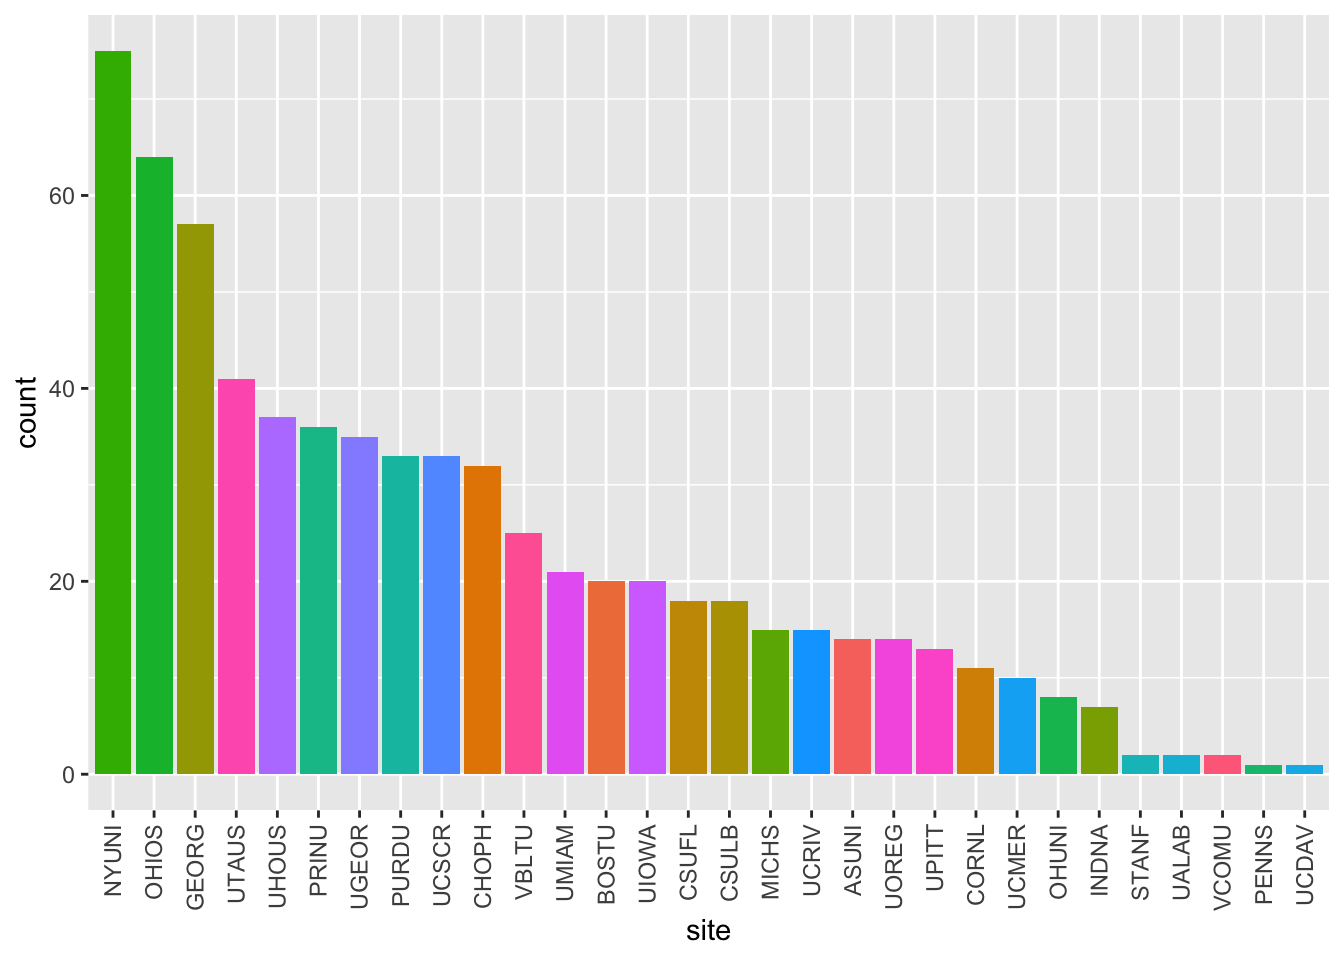 count
60
40
20
0
NYUNI
OHIOS
GEORG
UTAUS
UHOUS
PRINU
UGEOR
PURDU
UCSCR
CHOPH
VBLTU
UMIAM
BOSTU
UIOWA
CSUFL
CSULB
MICHS
UCRIV
ASUNI
UOREG
UPITT
CORNL
UCMER
OHUNI
INDNA
STANF
UALAB
VCOMU
PENNS
UCDAV
site